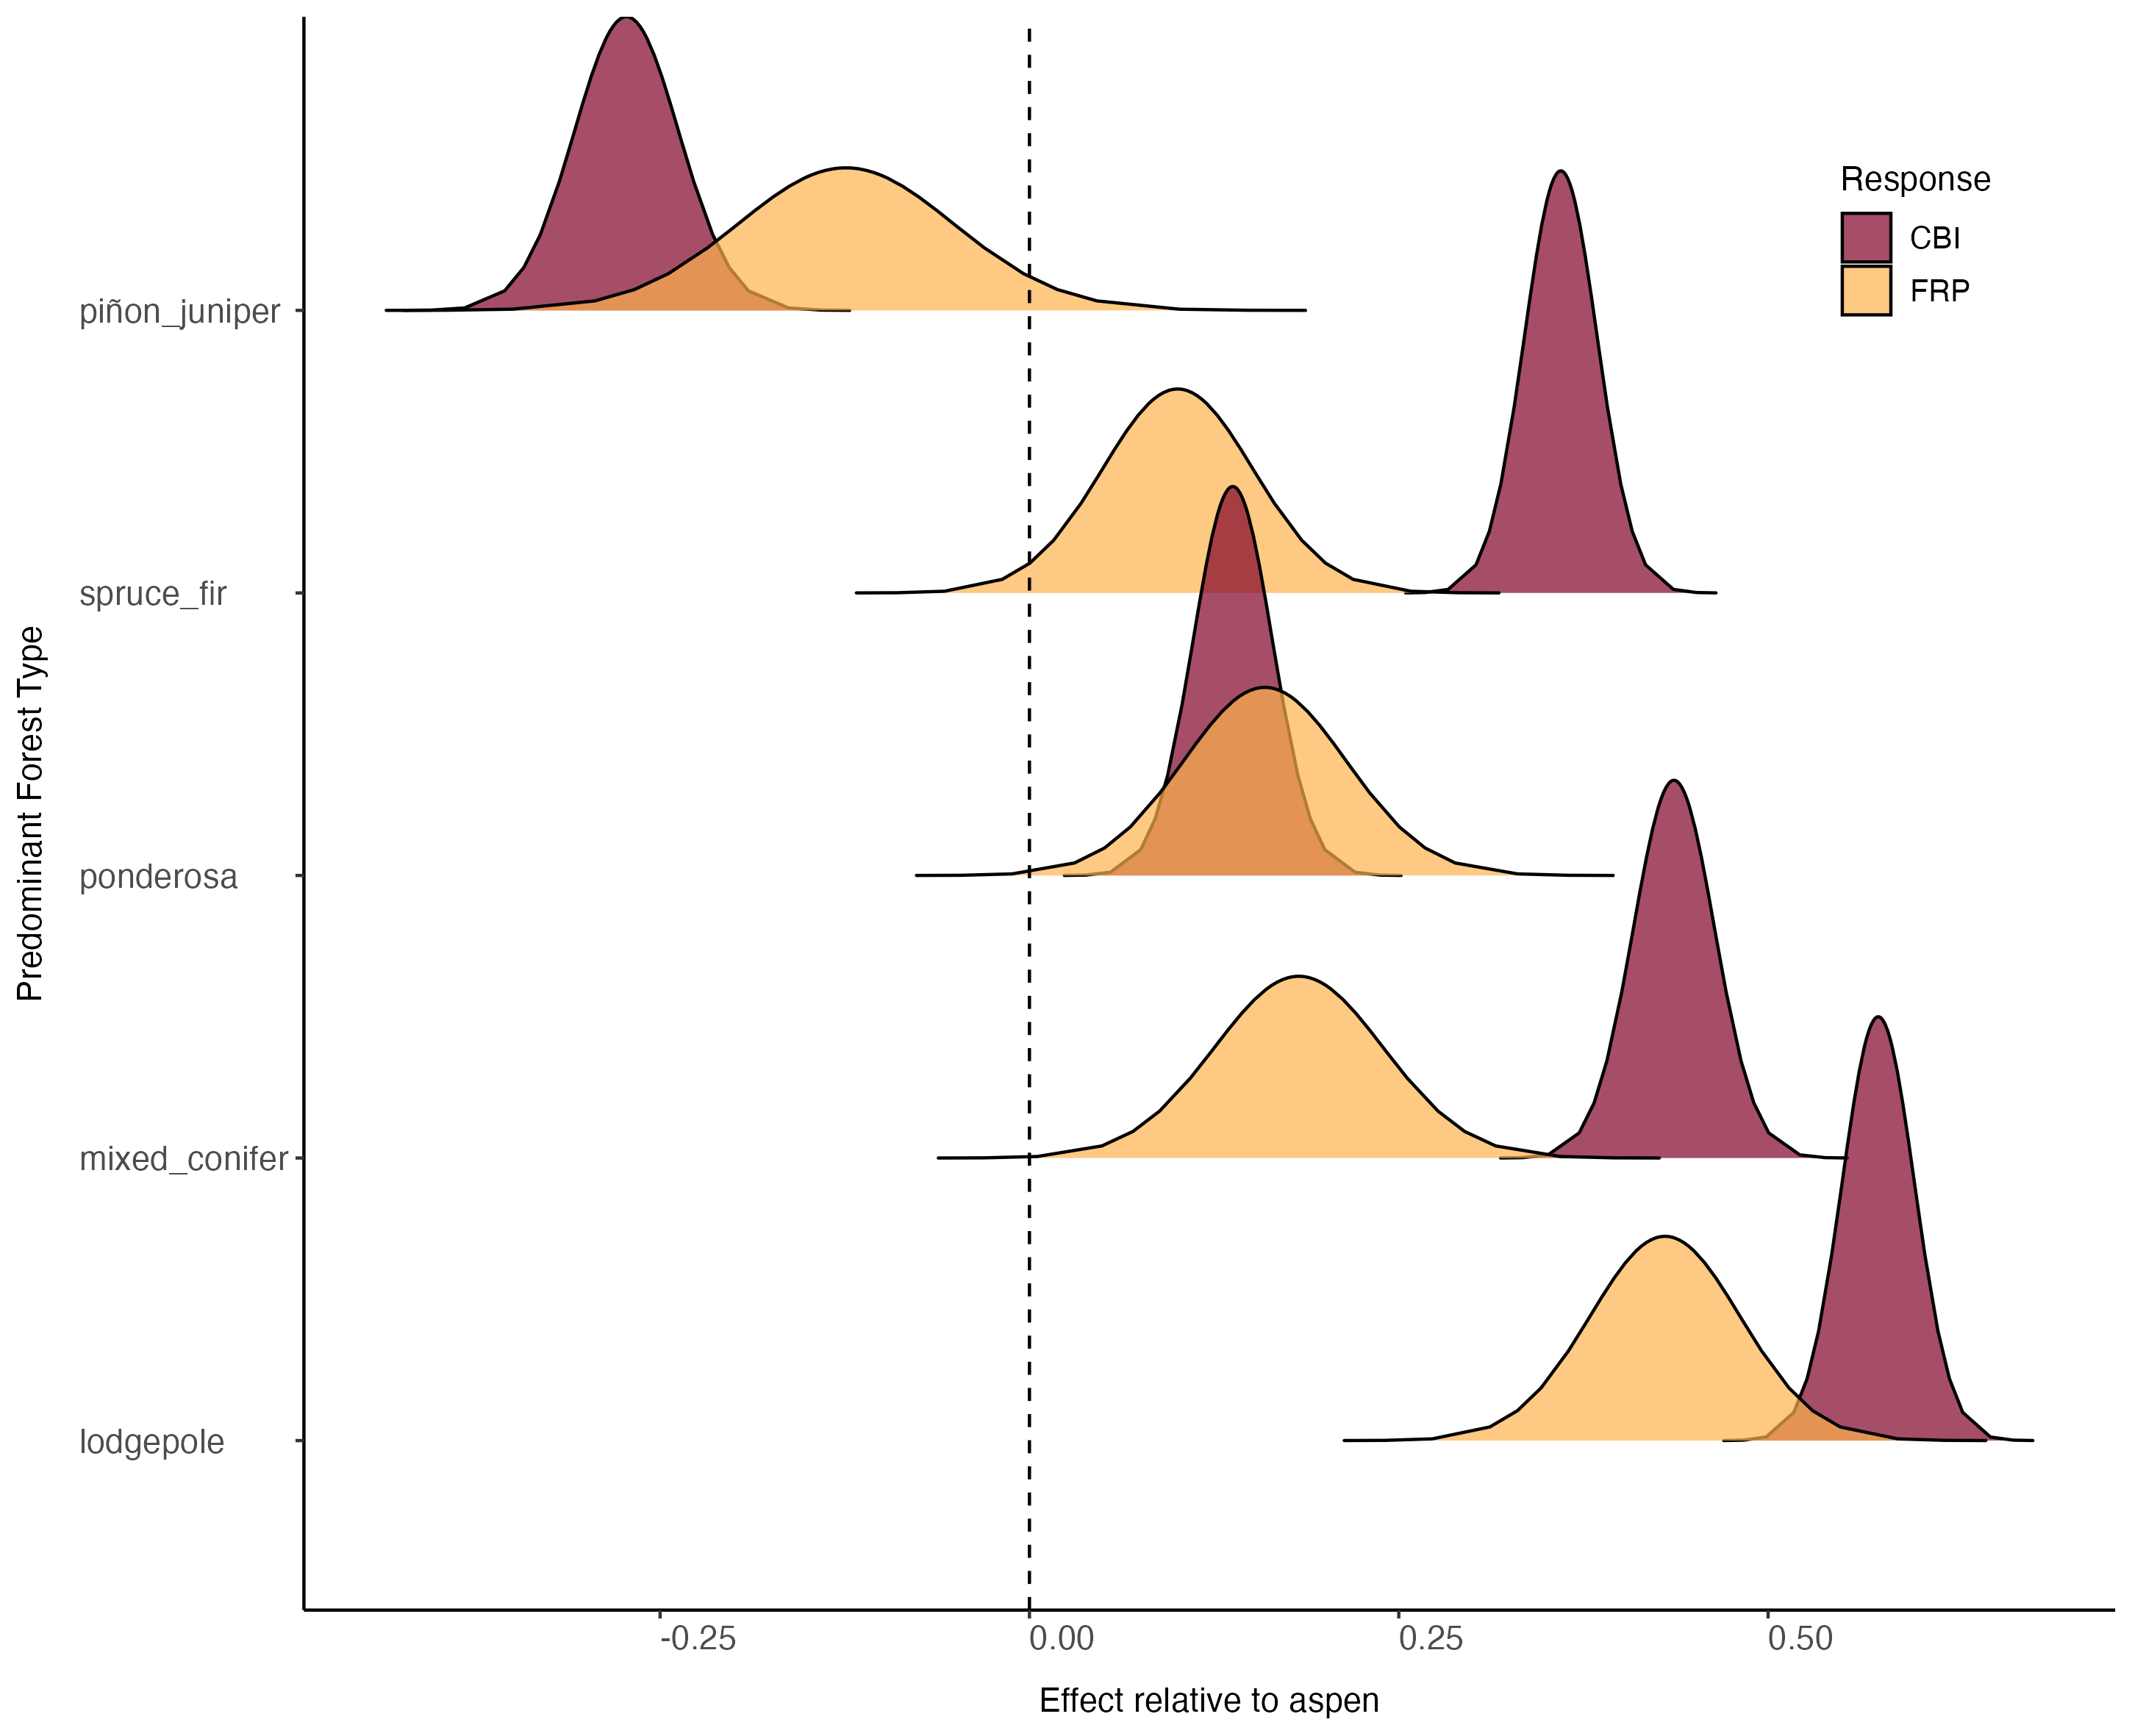 Response
CBI
FRP
piñon_juniper
spruce_fir
ponderosa
mixed_conifer
lodgepole
Predominant Forest Type
-0.25
0.00
0.25
0.50
Effect relative to aspen